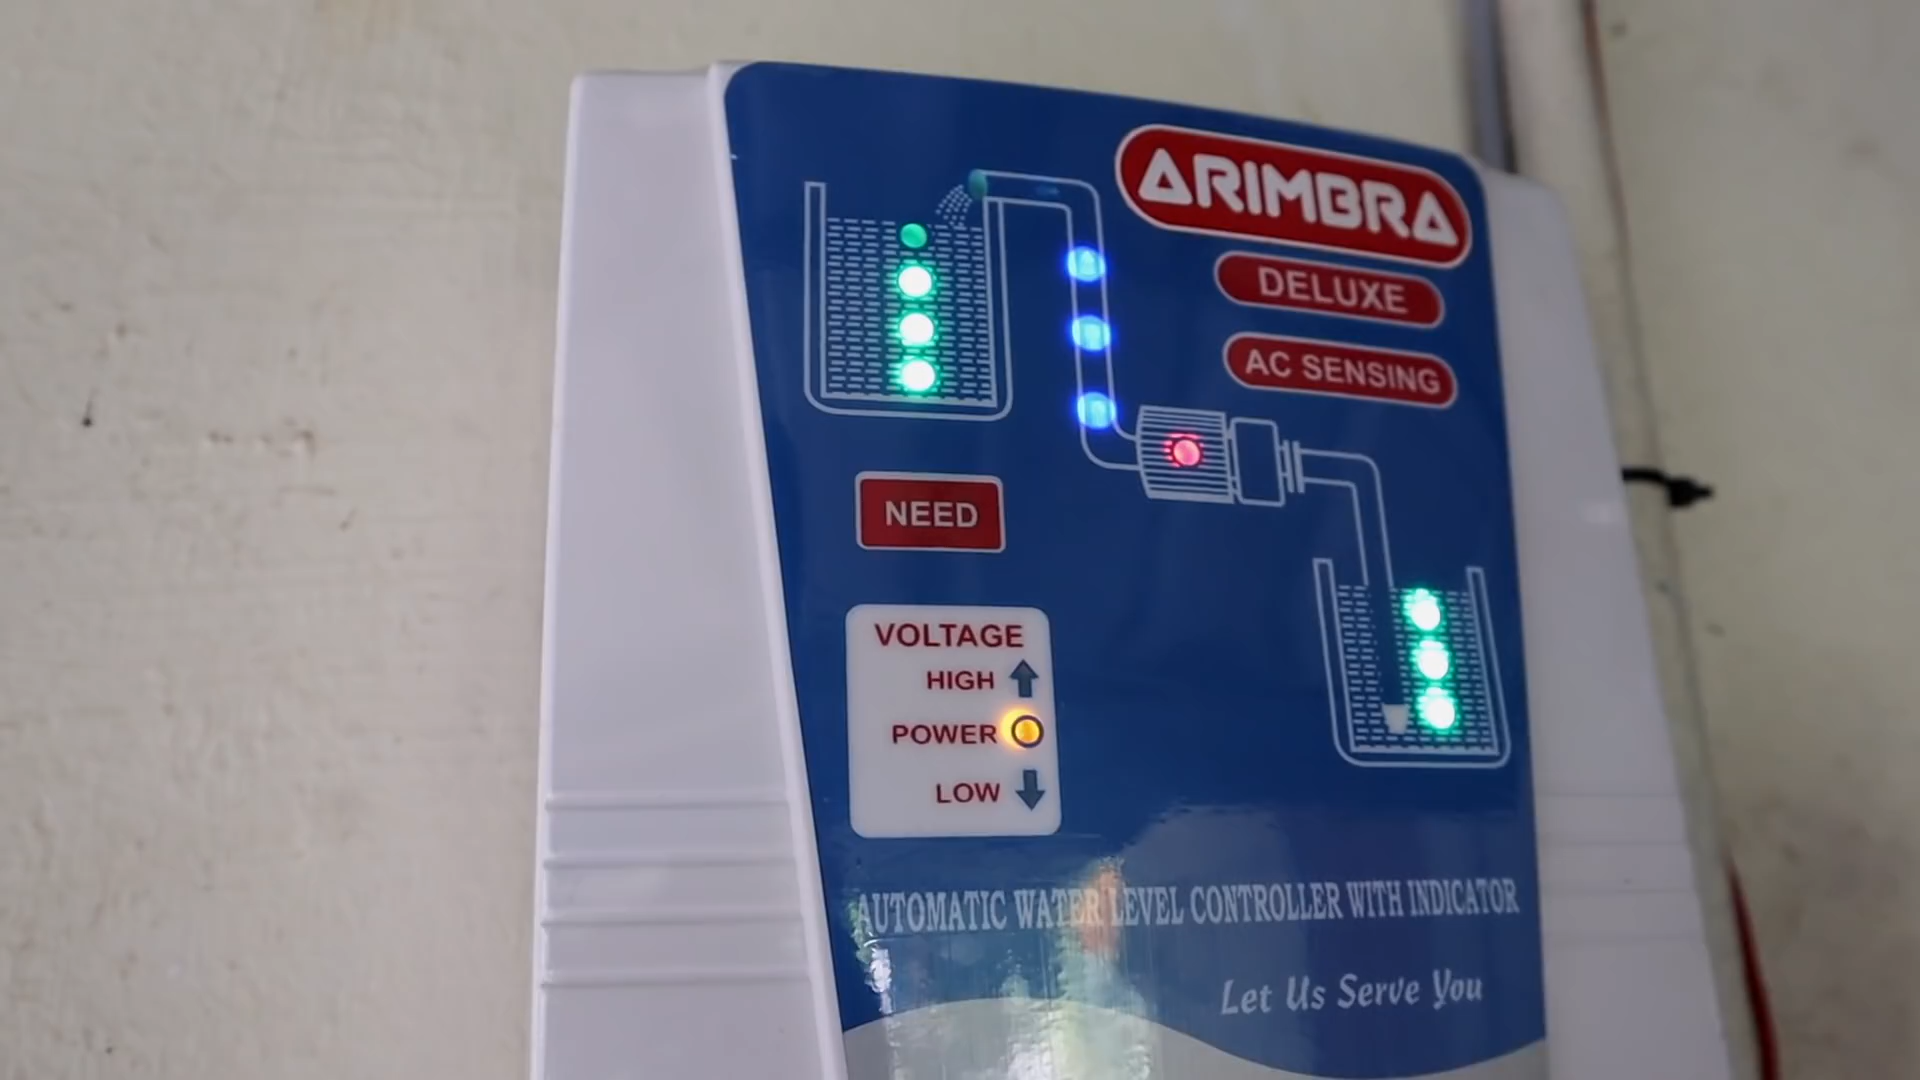 ARIMBRA
DELUXE
AC SENSING
NEED
VOLTAGE
HIGH
POWER
LOW
AUTOMATIC WATER LEVEL CONTROLLER WITH INDICATOR
Let Us Serve You